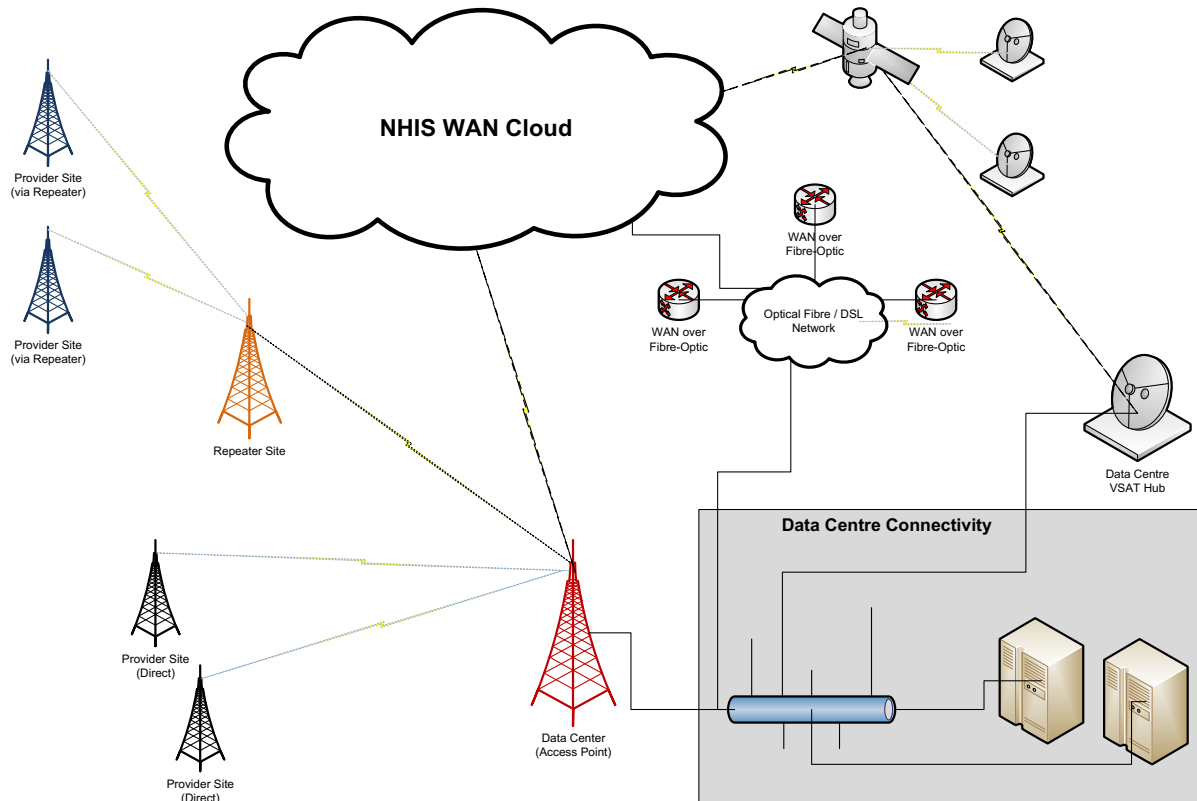 NHIS WAN Cloud
Provider Site
(via Repeater)
WAN over
Fibre-Optic
Optical Fibre / DSL
Network
WAN over
Fibre-Optic
WAN over
Fibre-Optic
Provider Site
(via Repeater)
Repeater Site
Data Centre
VSAT Hub
Data Centre Connectivity
Provider Site
(Direct)
Data Center
(Access Point)
Provider Site
(Direct)